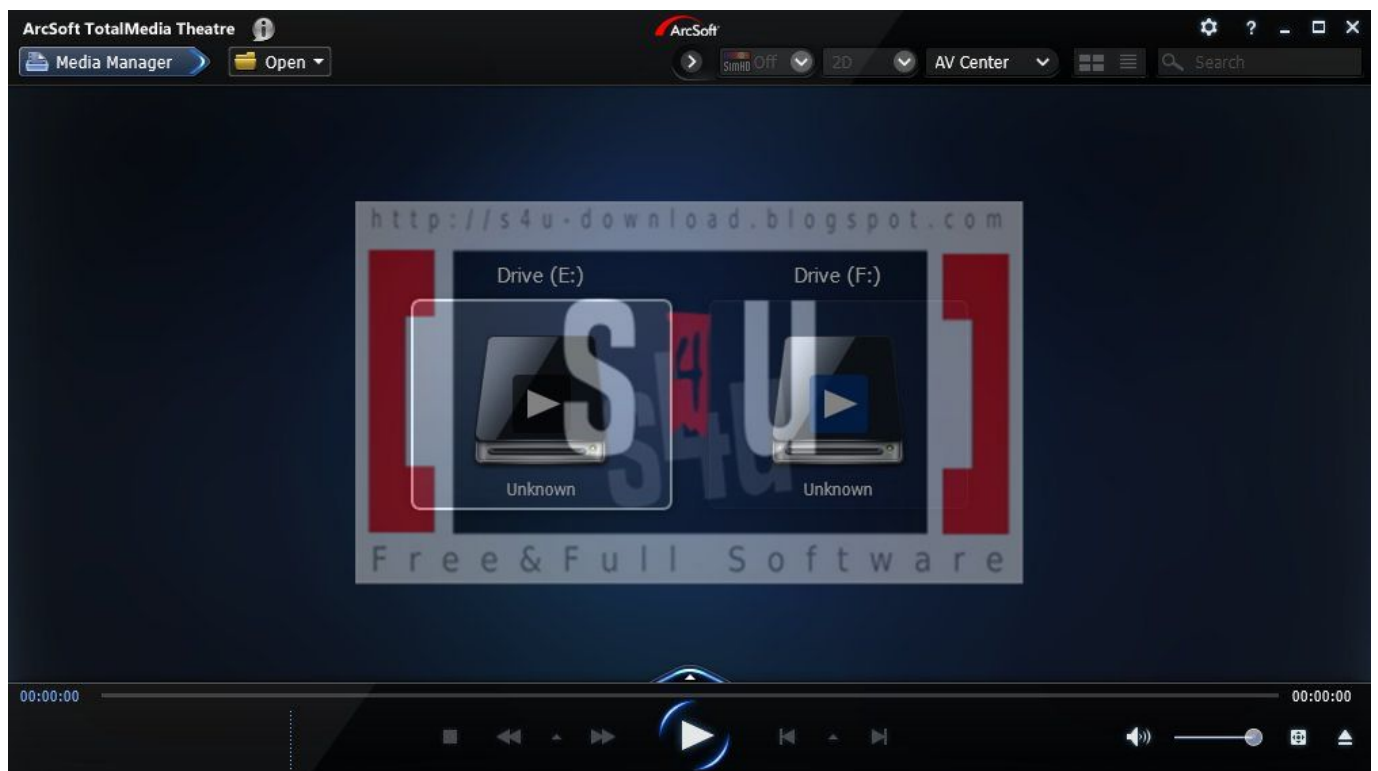 ArcSoft TotalMedia Theatre
ArcSoft
?
Media Manager
Open
SimHD Off
2D
AV Center
Search
http://s4u-download.blogspot.com
Drive (E:)
Drive (F:)
S4U
s4u
Unknown
Unknown
Free&Full Software
00:00:00
00:00:00